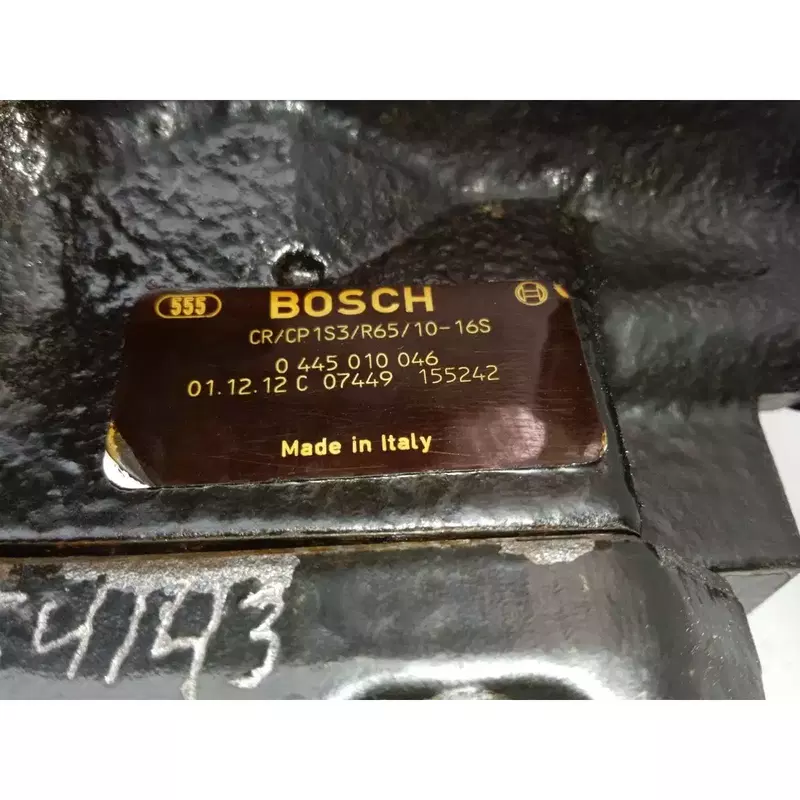 555 BOSCH
CR/CP1S3/R65/10-16S
0 445 010 046
01.12.12 C 07449 155242
Made in Italy
4143